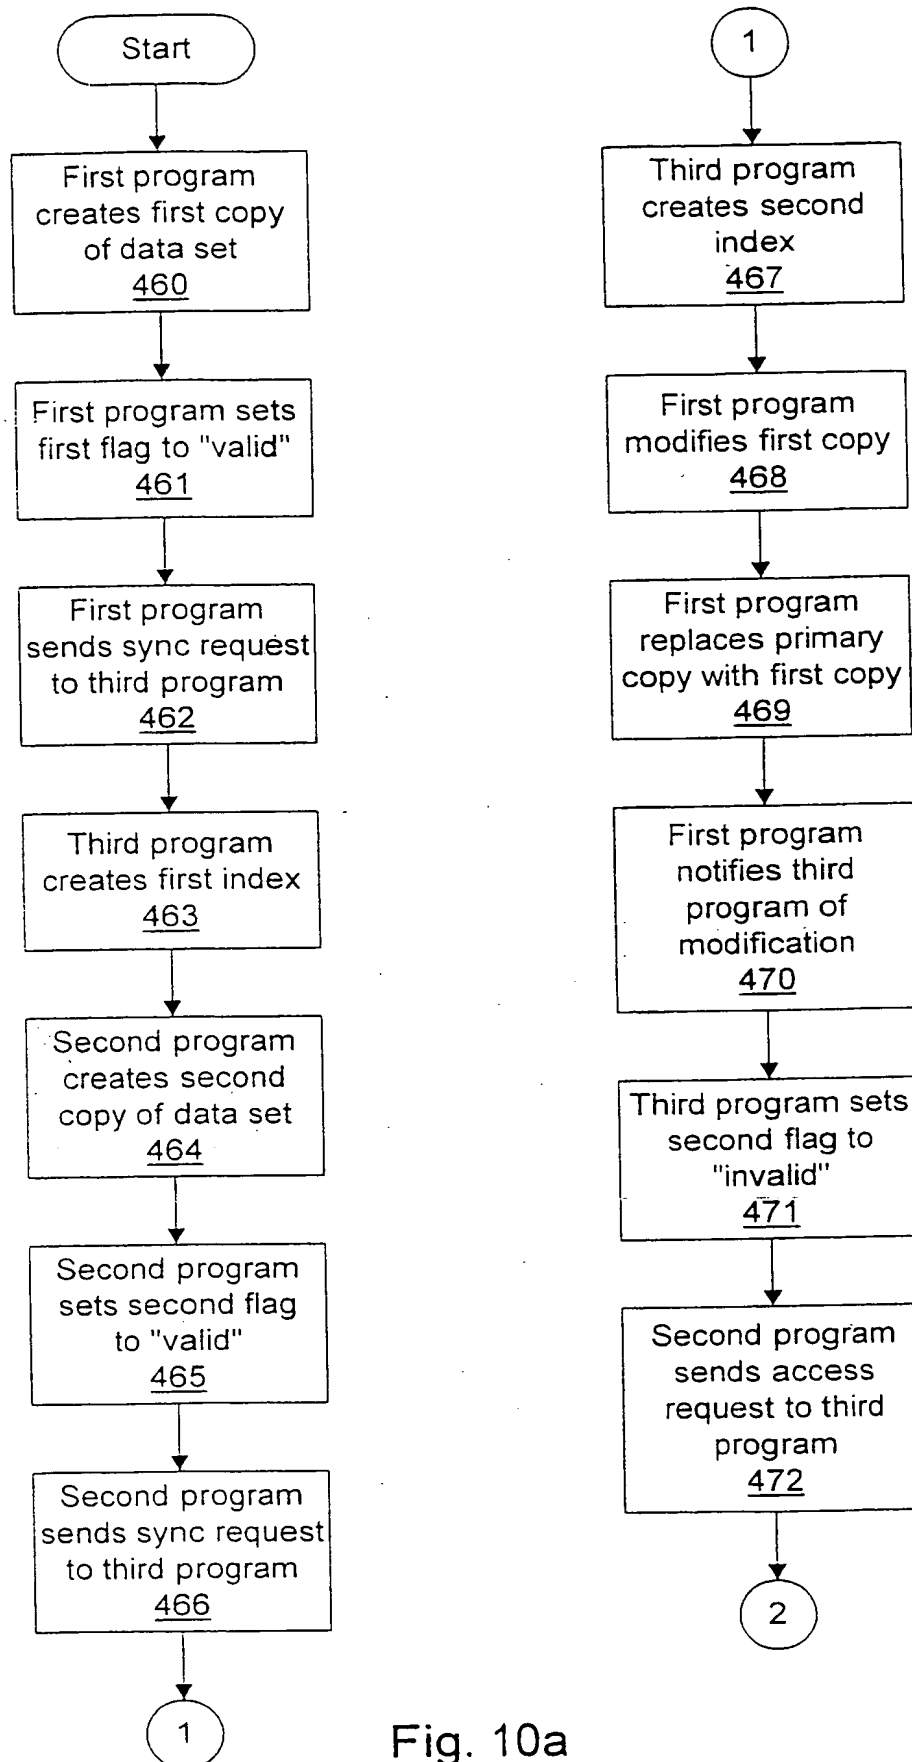 Start
First program
creates first copy
of data set
460
First program sets
first flag to "valid"
461
First program
sends sync request
to third program
462
Third program
creates first index
463
Second program
creates second
copy of data set
464
Second program
sets second flag
to "valid"
465
Second program
sends sync request
to third program
466
1
1
Third program
creates second
index
467
First program
modifies first copy
468
First program
replaces primary
copy with first copy
469
First program
notifies third
program of
modification
470
Third program sets
second flag to
"invalid"
471
Second program
sends access
request to third
program
472
2
Fig. 10a